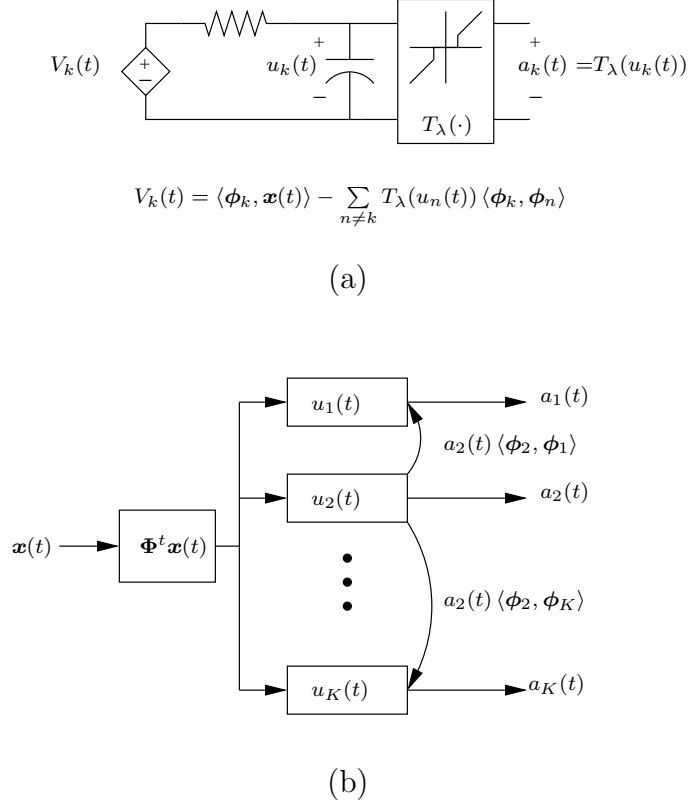 V_k(t)
+
−
u_k(t)
+
−
T_λ(·)
+
a_k(t) =T_λ(u_k(t))
−
V_k(t) = ⟨ϕ_k, x(t)⟩ − ∑_{n≠k} T_λ(u_n(t)) ⟨ϕ_k, ϕ_n⟩
(a)
u_1(t)
a_1(t)
a_2(t) ⟨ϕ_2, ϕ_1⟩
u_2(t)
a_2(t)
x(t)
Φ^t x(t)
a_2(t) ⟨ϕ_2, ϕ_K⟩
u_K(t)
a_K(t)
(b)